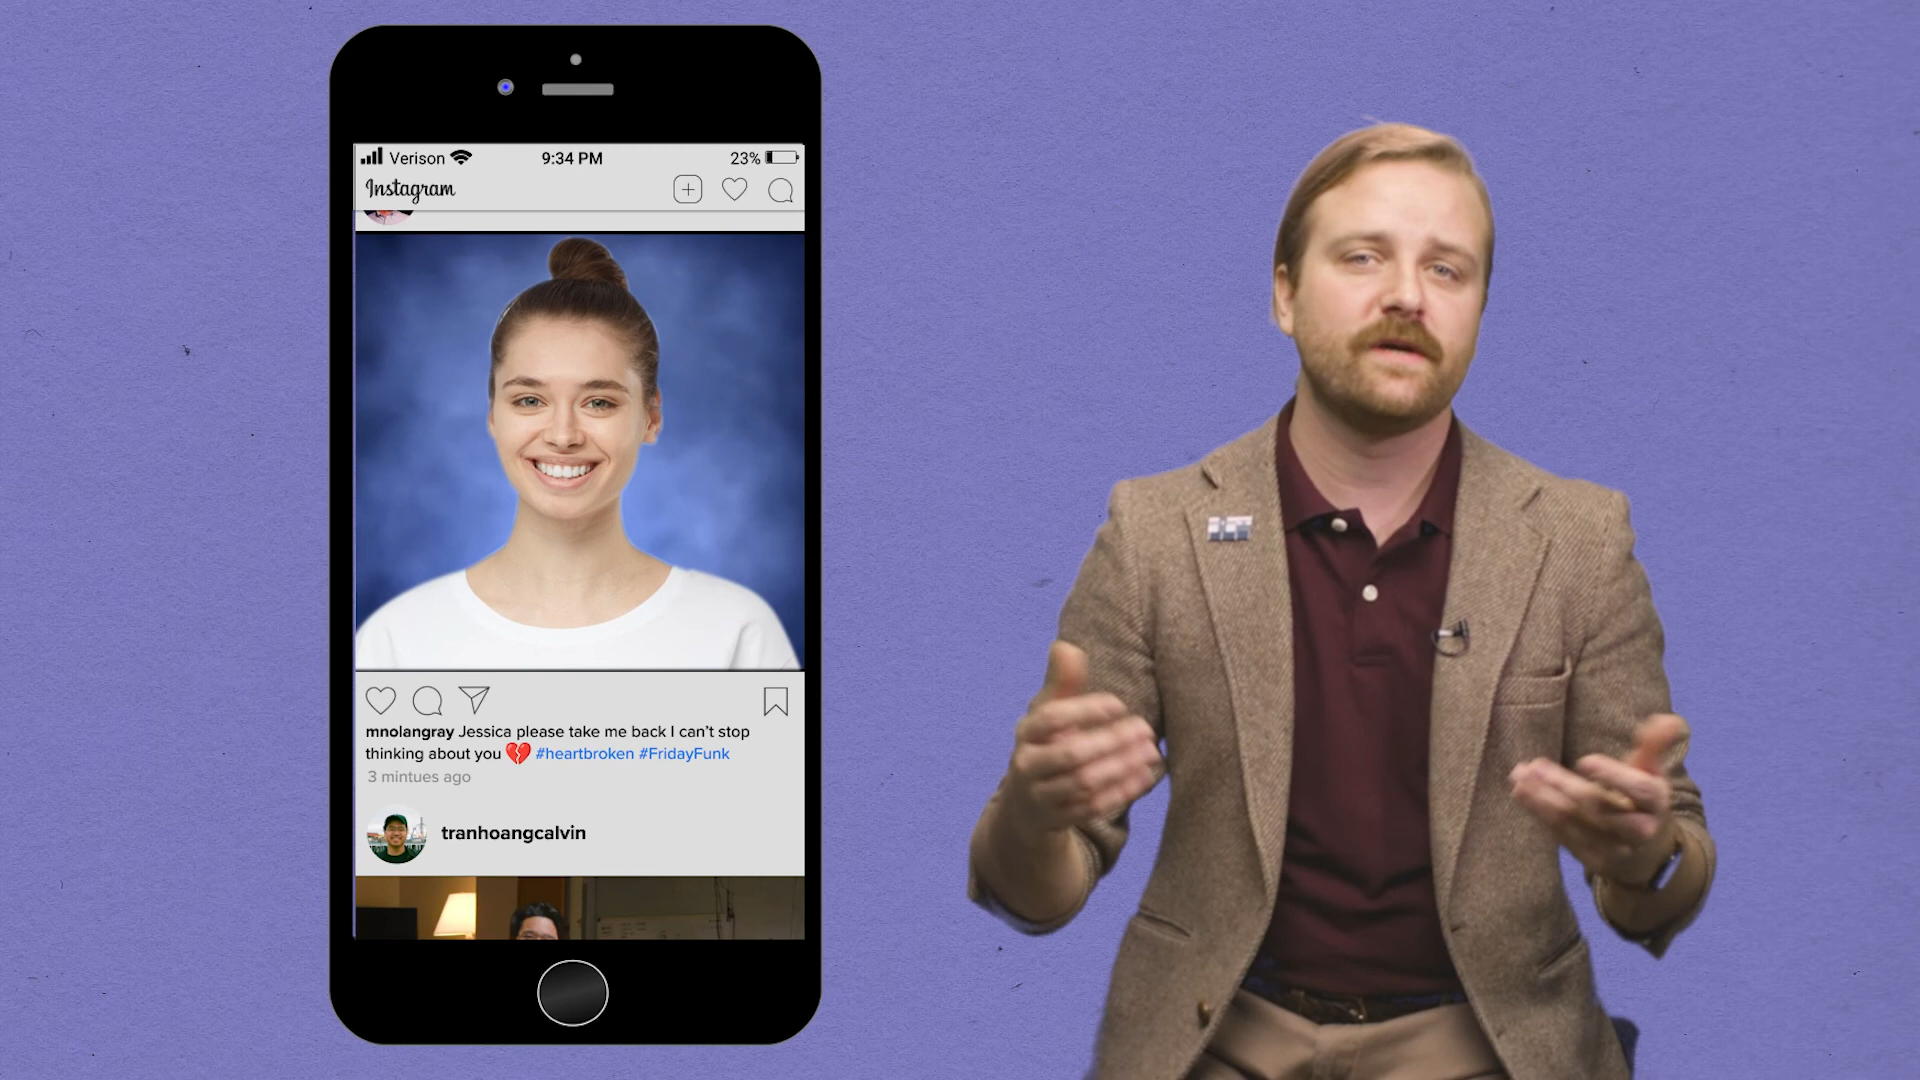 Verison 9:34 PM 23%
Instagram
mnolangray Jessica please take me back I can't stop
thinking about you 💔 #heartbroken #FridayFunk
3 mintues ago
tranhoangcalvin